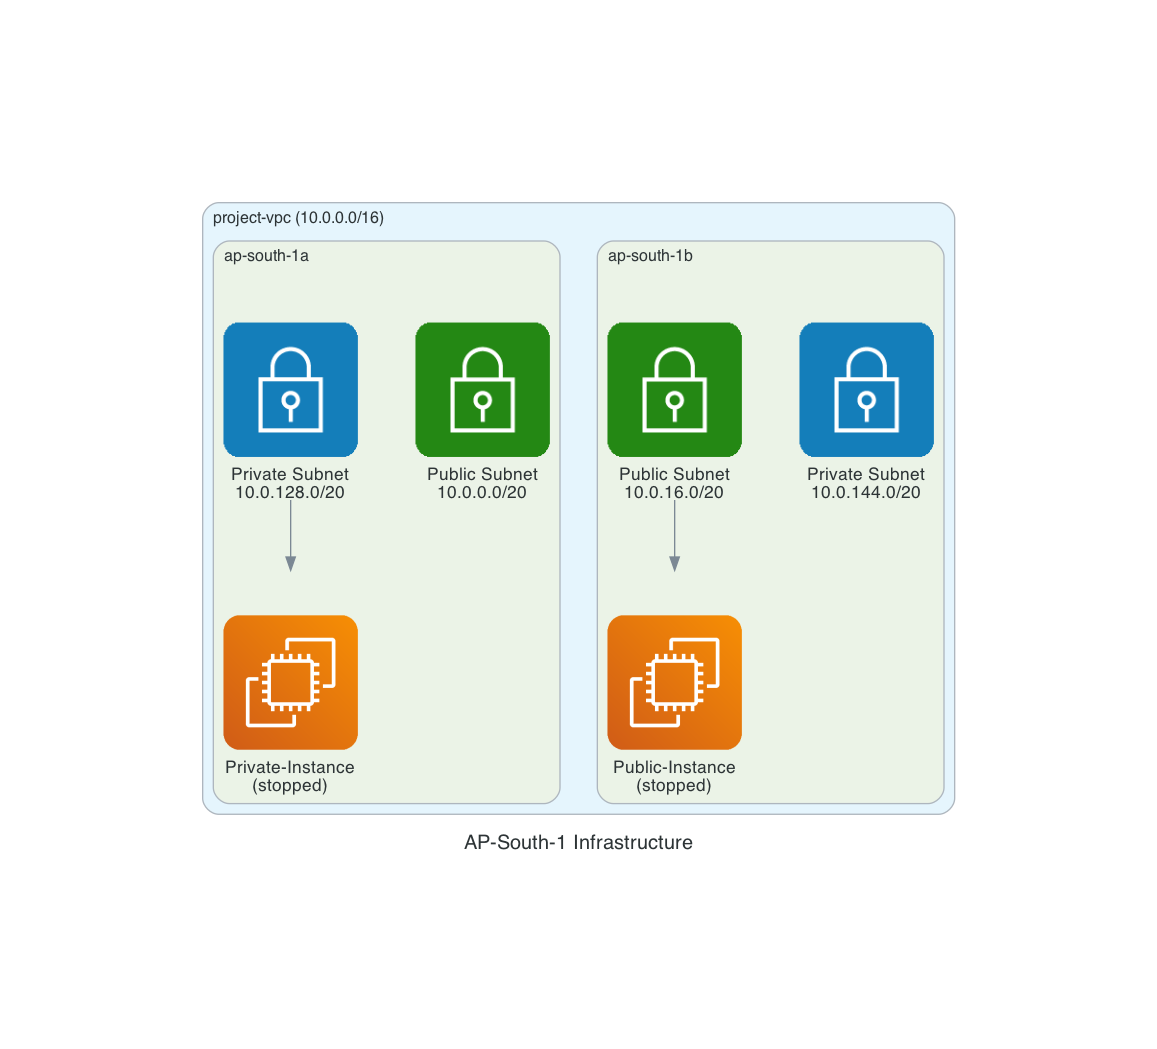 project-vpc (10.0.0.0/16)
ap-south-1a
Private Subnet
10.0.128.0/20
Public Subnet
10.0.0.0/20
Private-Instance
(stopped)
ap-south-1b
Public Subnet
10.0.16.0/20
Private Subnet
10.0.144.0/20
Public-Instance
(stopped)
AP-South-1 Infrastructure